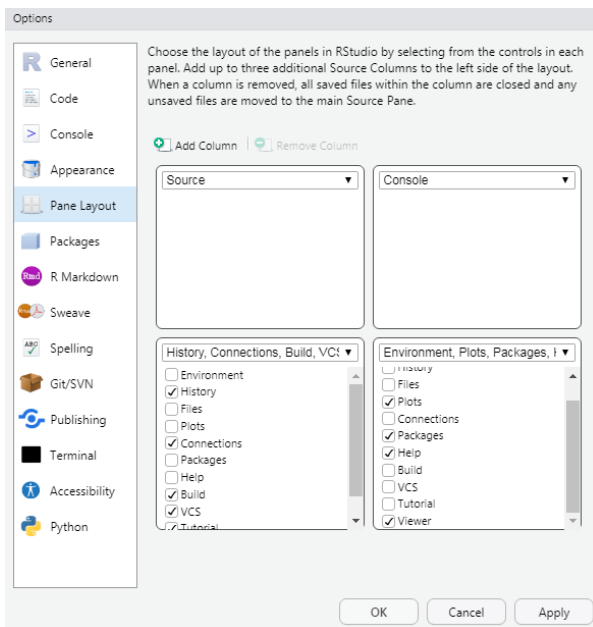 Options
General
Code
Console
Appearance
Pane Layout
Packages
R Markdown
Sweave
Spelling
Git/SVN
Publishing
Terminal
Accessibility
Python
Choose the layout of the panels in RStudio by selecting from the controls in each
panel. Add up to three additional Source Columns to the left side of the layout.
When a column is removed, all saved files within the column are closed and any
unsaved files are moved to the main Source Pane.
Add Column
Remove Column
Source
Console
History, Connections, Build, VCS
Environment
History
Files
Plots
Connections
Packages
Help
Build
VCS
Tutorial
Environment, Plots, Packages, H
History
Files
Plots
Connections
Packages
Help
Build
VCS
Tutorial
Viewer
OK
Cancel
Apply